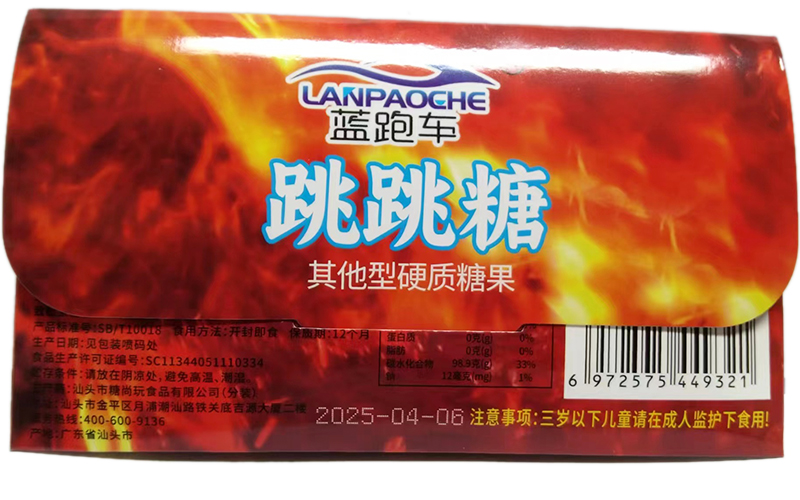 LANPAOCHE
蓝跑车
跳跳糖
其他型硬质糖果
产品标准号:SB/T10018 食用方法:开封即食 保质期:12个月
生产日期:见包装喷码处
食品生产许可证编号:SC11344051110334
贮存条件:请放在阴凉处,避免高温、潮湿。
汕头市糖尚玩食品有限公司(分装)
汕头市金平区月浦潮汕路铁关底吉源大厦二楼
服务热线:400-600-9136
产地:广东省汕头市
蛋白质 0克(g) 0%
脂肪 0克(g) 0%
碳水化合物 98.9克(g) 33%
钠 12毫克(mg) 1%
6 972575 449321
2025-04-06
注意事项:三岁以下儿童请在成人监护下食用!